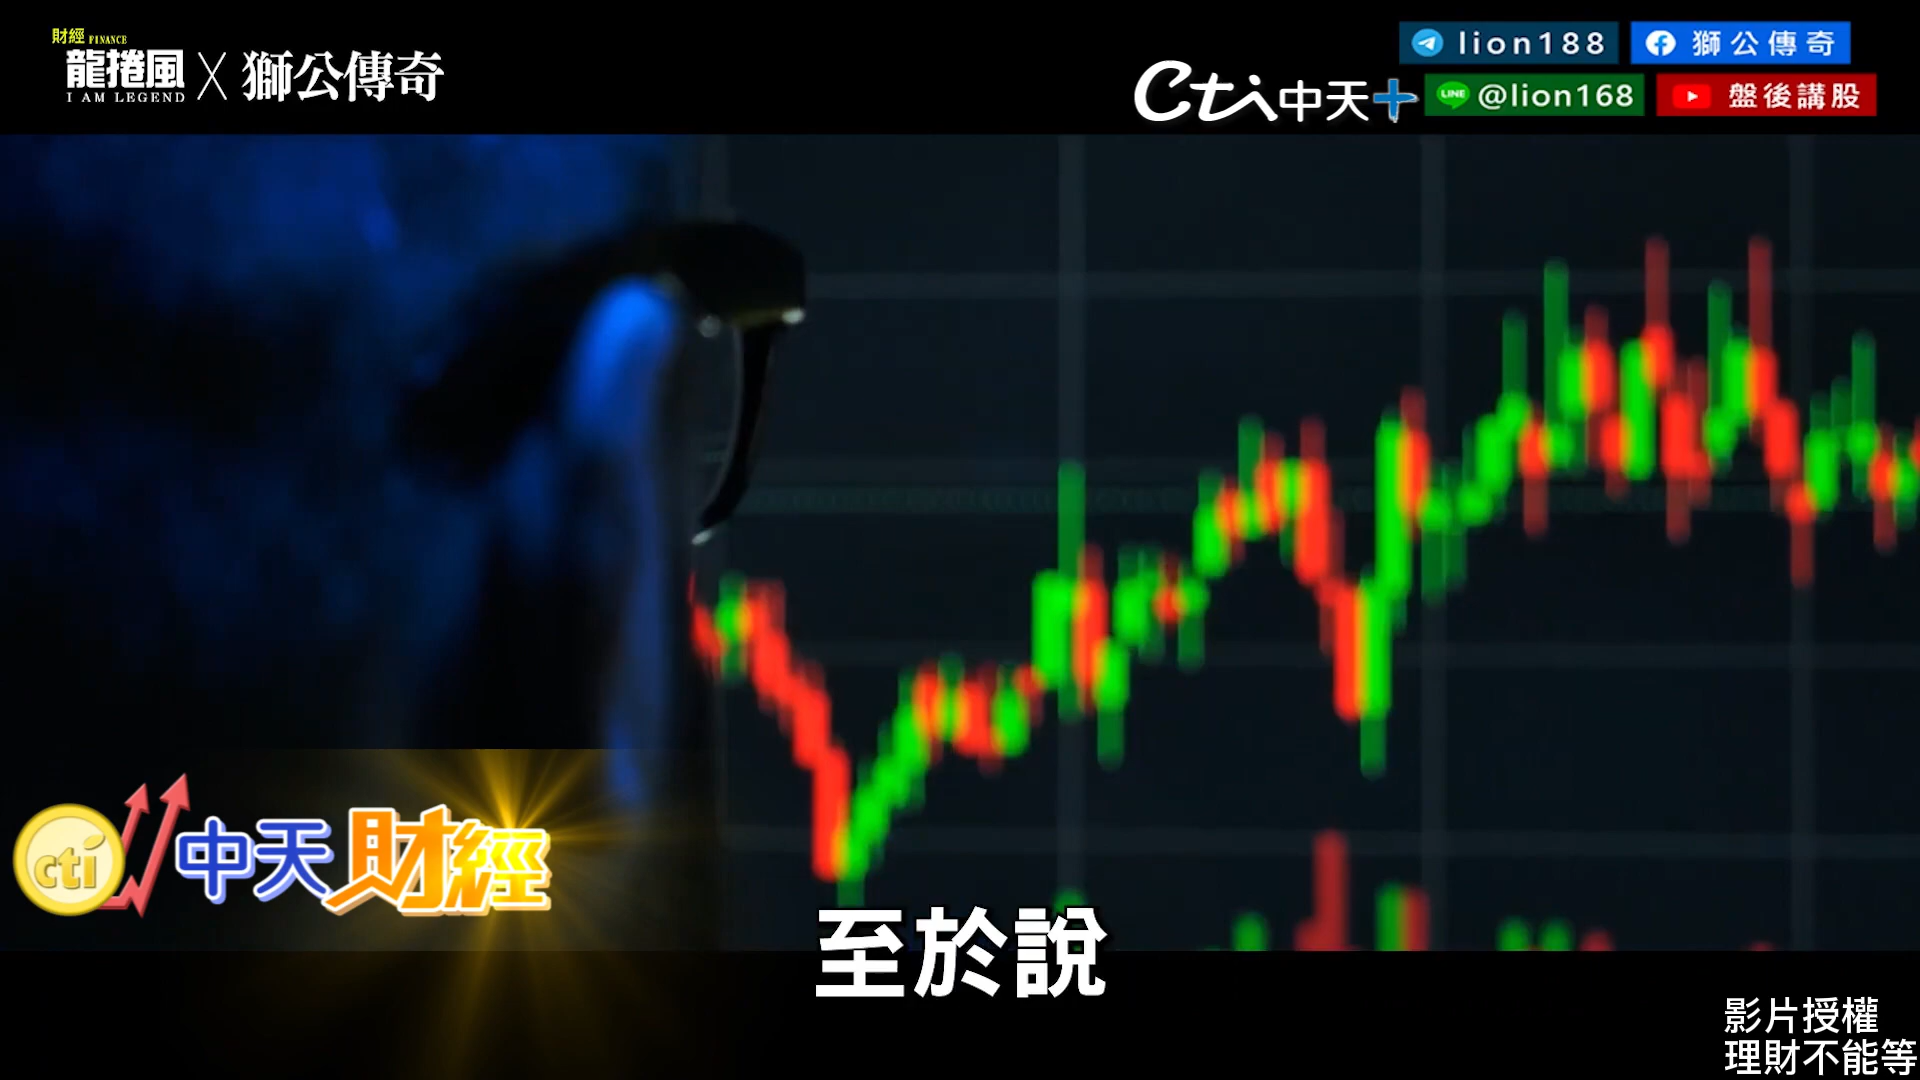 財經 FINANCE
龍捲風
I AM LEGEND
獅公傳奇
cti中天+
lion188
獅公傳奇
LINE @lion168
盤後講股
cti 中天財經
至於說
影片授權
理財不能等